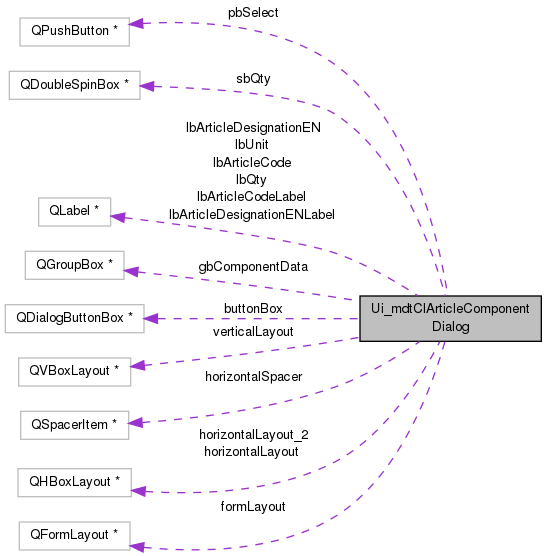 pbSelect
QPushButton *
sbQty
QDoubleSpinBox *
lbArticleDesignationEN
lbUnit
lbArticleCode
lbQty
lbArticleCodeLabel
lbArticleDesignationENLabel
QLabel *
gbComponentData
QGroupBox *
Ui_mdtClArticleComponent
Dialog
buttonBox
QDialogButtonBox *
verticalLayout
QVBoxLayout *
horizontalSpacer
QSpacerItem *
horizontalLayout_2
horizontalLayout
QHBoxLayout *
formLayout
QFormLayout *